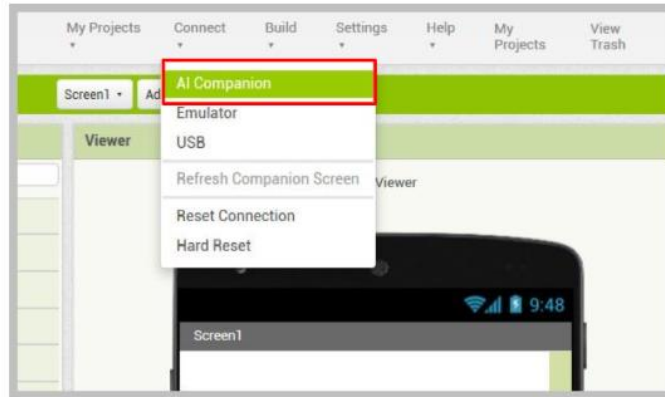 My Projects Connect Build Settings Help My Projects View Trash
Screen1 Ad
AI Companion
Emulator
USB
Refresh Companion Screen
Reset Connection
Hard Reset
Viewer
Viewer
9:48
Screen1